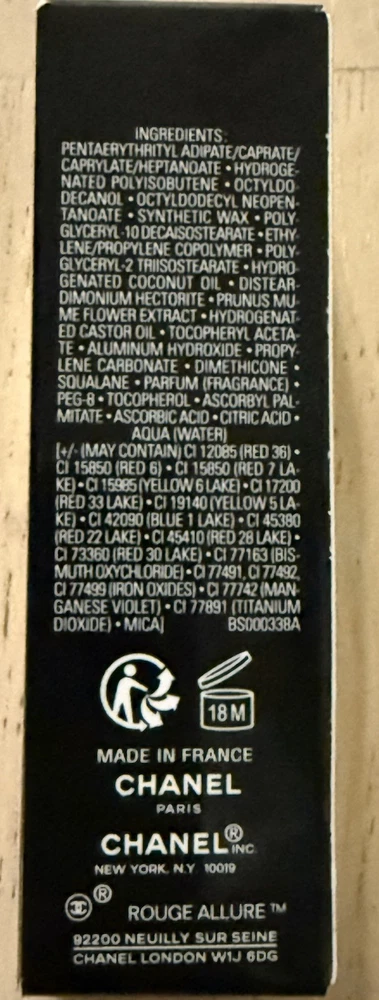 INGREDIENTS:
PENTAERYTHRITYL ADIPATE/CAPRATE/
CAPRYLATE/HEPTANOATE • HYDROGE-
NATED POLYISOBUTENE • OCTYLDO-
DECANOL • OCTYLDODECYL NEOPEN-
TANOATE • SYNTHETIC WAX • POLY-
GLYCERYL-10 DECAISOSTEARATE • ETHY-
LENE/PROPYLENE COPOLYMER • POLY-
GLYCERYL-2 TRIISOSTEARATE • HYDRO-
GENATED COCONUT OIL • DISTEAR-
DIMONIUM HECTORITE • PRUNUS MU-
ME FLOWER EXTRACT • HYDROGENAT-
ED CASTOR OIL • TOCOPHERYL ACETA-
TE • ALUMINUM HYDROXIDE • PROPY-
LENE CARBONATE • DIMETHICONE •
SQUALANE • PARFUM (FRAGRANCE) •
PEG-8 • TOCOPHEROL • ASCORBYL PAL-
MITATE • ASCORBIC ACID • CITRIC ACID •
AQUA (WATER)
[+/- (MAY CONTAIN) CI 12085 (RED 36) •
CI 15850 (RED 6) • CI 15850 (RED 7 LA-
KE) • CI 15985 (YELLOW 6 LAKE) • CI 17200
(RED 33 LAKE) • CI 19140 (YELLOW 5 LA-
KE) • CI 42090 (BLUE 1 LAKE) • CI 45380
(RED 22 LAKE) • CI 45410 (RED 28 LAKE) •
CI 73360 (RED 30 LAKE) • CI 77163 (BIS-
MUTH OXYCHLORIDE) • CI 77491, CI 77492,
CI 77499 (IRON OXIDES) • CI 77742 (MAN-
GANESE VIOLET) • CI 77891 (TITANIUM
DIOXIDE) • MICA] BS000338A
18 M
MADE IN FRANCE
CHANEL
PARIS
CHANEL® INC.
NEW YORK, N.Y. 10019
® ROUGE ALLURE™
92200 NEUILLY SUR SEINE
CHANEL LONDON W1J 6DG